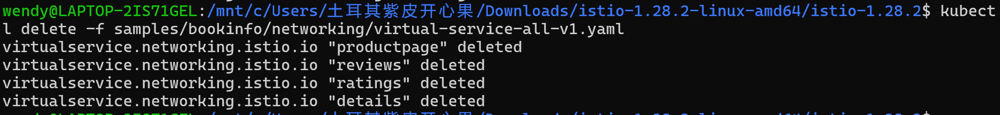 wendy@LAPTOP-2IS71GEL:/mnt/c/Users/土耳其紫皮开心果/Downloads/istio-1.28.2-linux-amd64/istio-1.28.2$ kubect
l delete -f samples/bookinfo/networking/virtual-service-all-v1.yaml
virtualservice.networking.istio.io "productpage" deleted
virtualservice.networking.istio.io "reviews" deleted
virtualservice.networking.istio.io "ratings" deleted
virtualservice.networking.istio.io "details" deleted